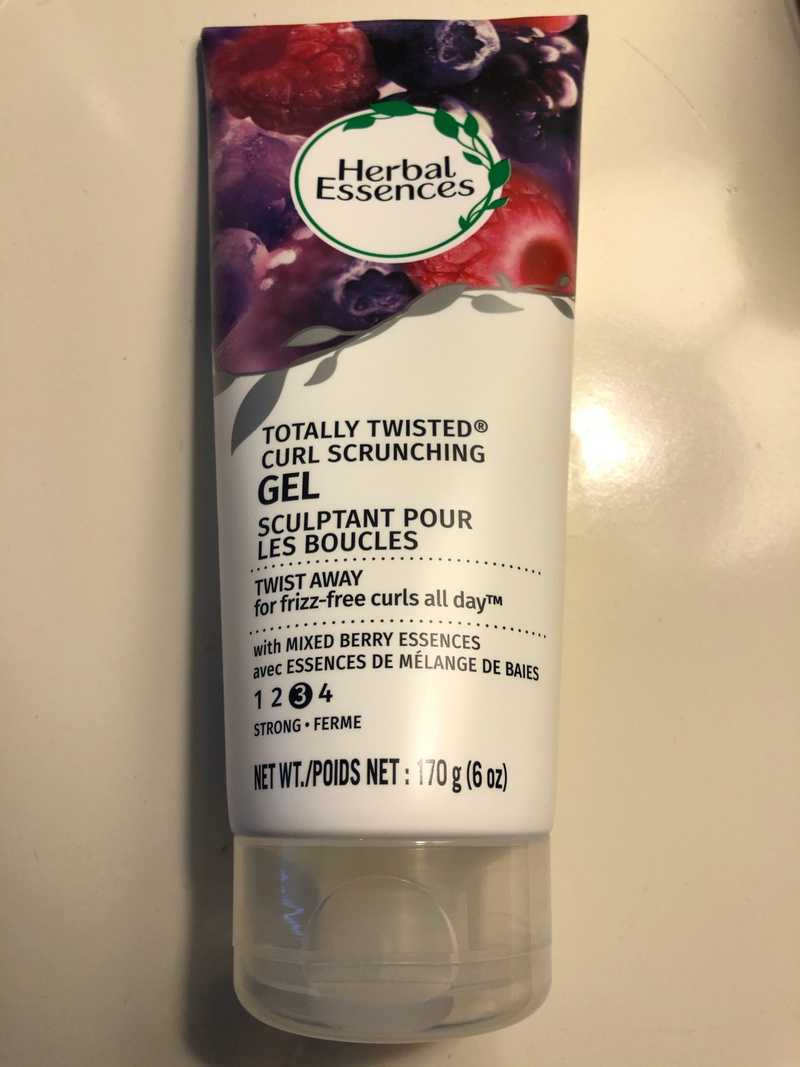 Herbal
Essences
TOTALLY TWISTED®
CURL SCRUNCHING
GEL
SCULPTANT POUR
LES BOUCLES
TWIST AWAY
for frizz-free curls all day™
with MIXED BERRY ESSENCES
avec ESSENCES DE MÉLANGE DE BAIES
1 2 3 4
STRONG • FERME
NET WT./POIDS NET : 170 g (6 oz)